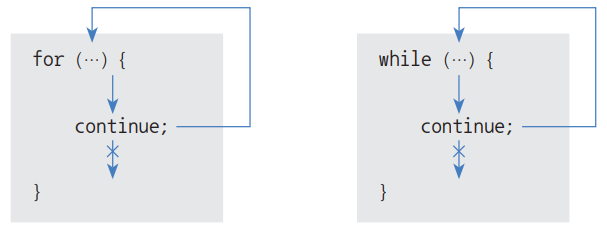 for (…) {
continue;
}
while (…) {
continue;
}